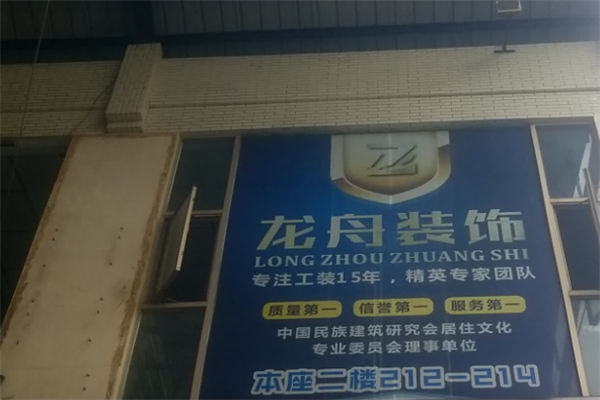 龙舟装饰
LONG ZHOU ZHUANG SHI
专注工装15年，精英专家团队
质量第一 信誉第一 服务第一
中国民族建筑研究会居住文化
专业委员会理事单位
本座二楼212-214